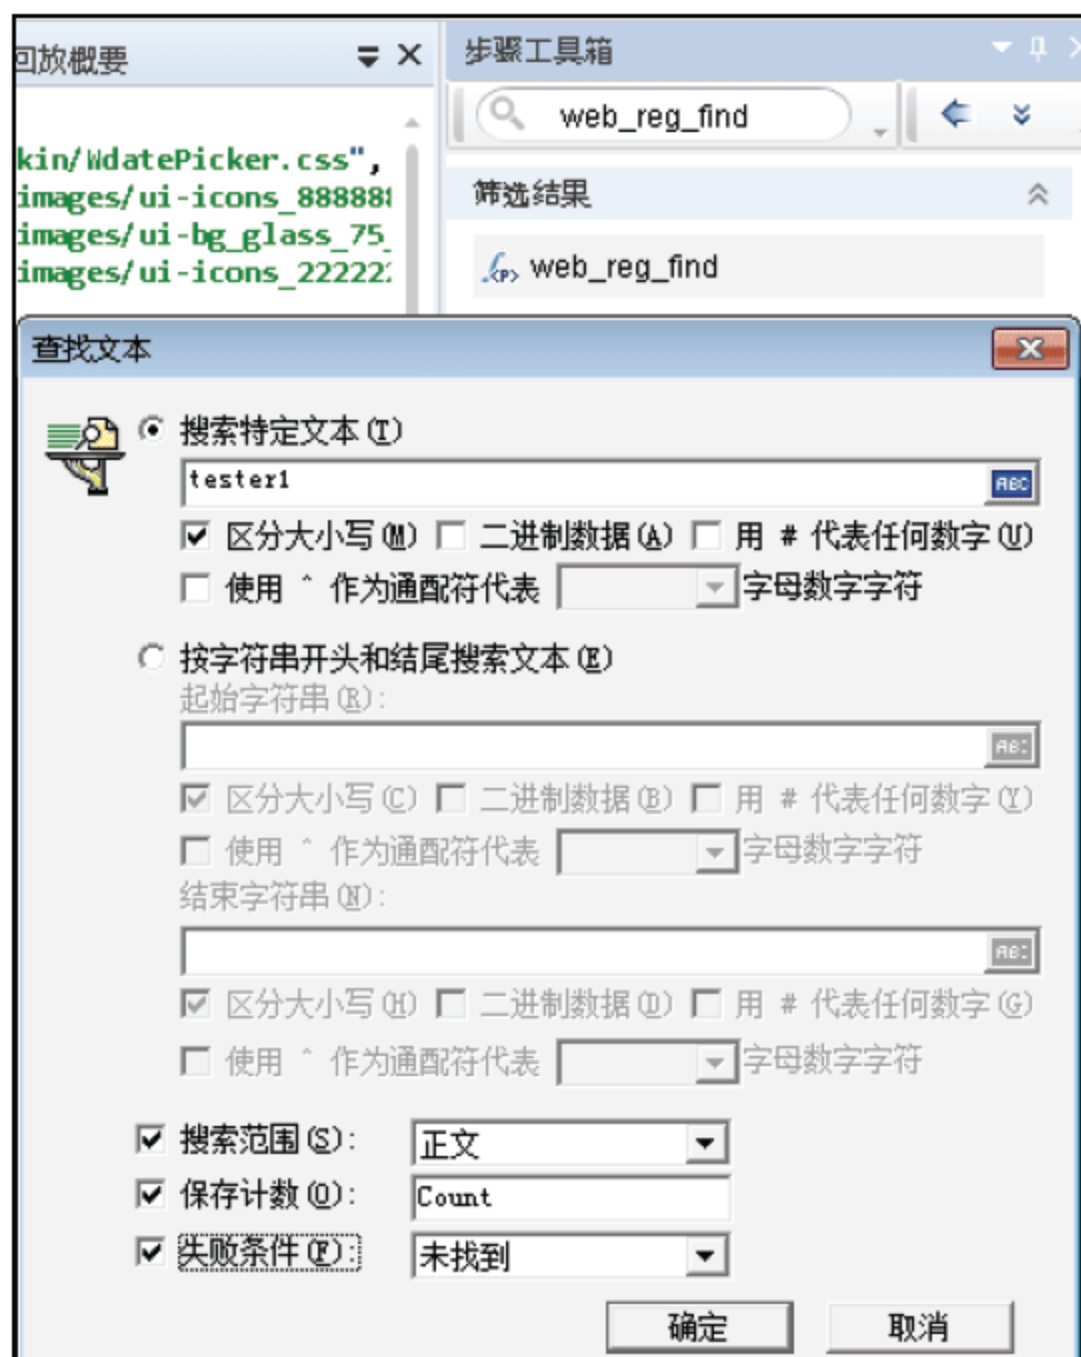 回放概要
步骤工具箱
web_reg_find
kin/WdatePicker.css",
images/ui-icons_88888
images/ui-bg_glass_75_
images/ui-icons_22222
筛选结果
web_reg_find
查找文本
搜索特定文本(T)
tester1
ABC
区分大小写(M) 二进制数据(A) 用 # 代表任何数字(U)
使用 ^ 作为通配符代表 字母数字字符
按字符串开头和结尾搜索文本(E)
起始字符串(R):
ABC
区分大小写(C) 二进制数据(B) 用 # 代表任何数字(Y)
使用 ^ 作为通配符代表 字母数字字符
结束字符串(N):
ABC
区分大小写(H) 二进制数据(D) 用 # 代表任何数字(G)
使用 ^ 作为通配符代表 字母数字字符
搜索范围(S): 正文
保存计数(O): Count
失败条件(F): 未找到
确定 取消